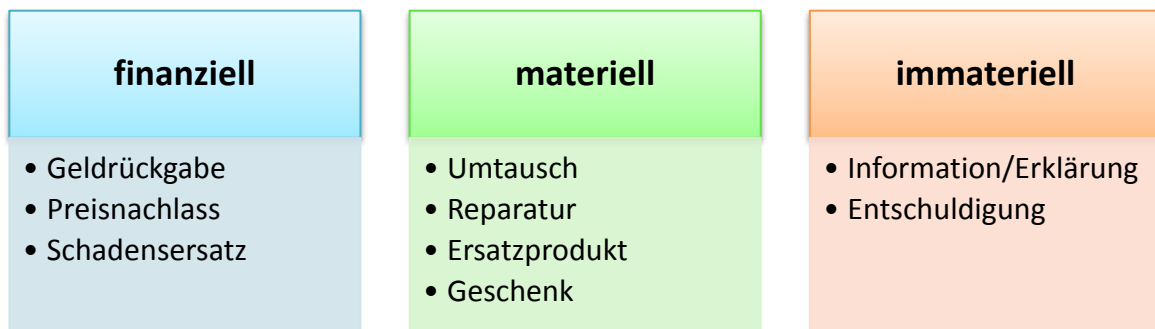 finanziell
• Geldrückgabe
• Preisnachlass
• Schadensersatz
materiell
• Umtausch
• Reparatur
• Ersatzprodukt
• Geschenk
immateriell
• Information/Erklärung
• Entschuldigung